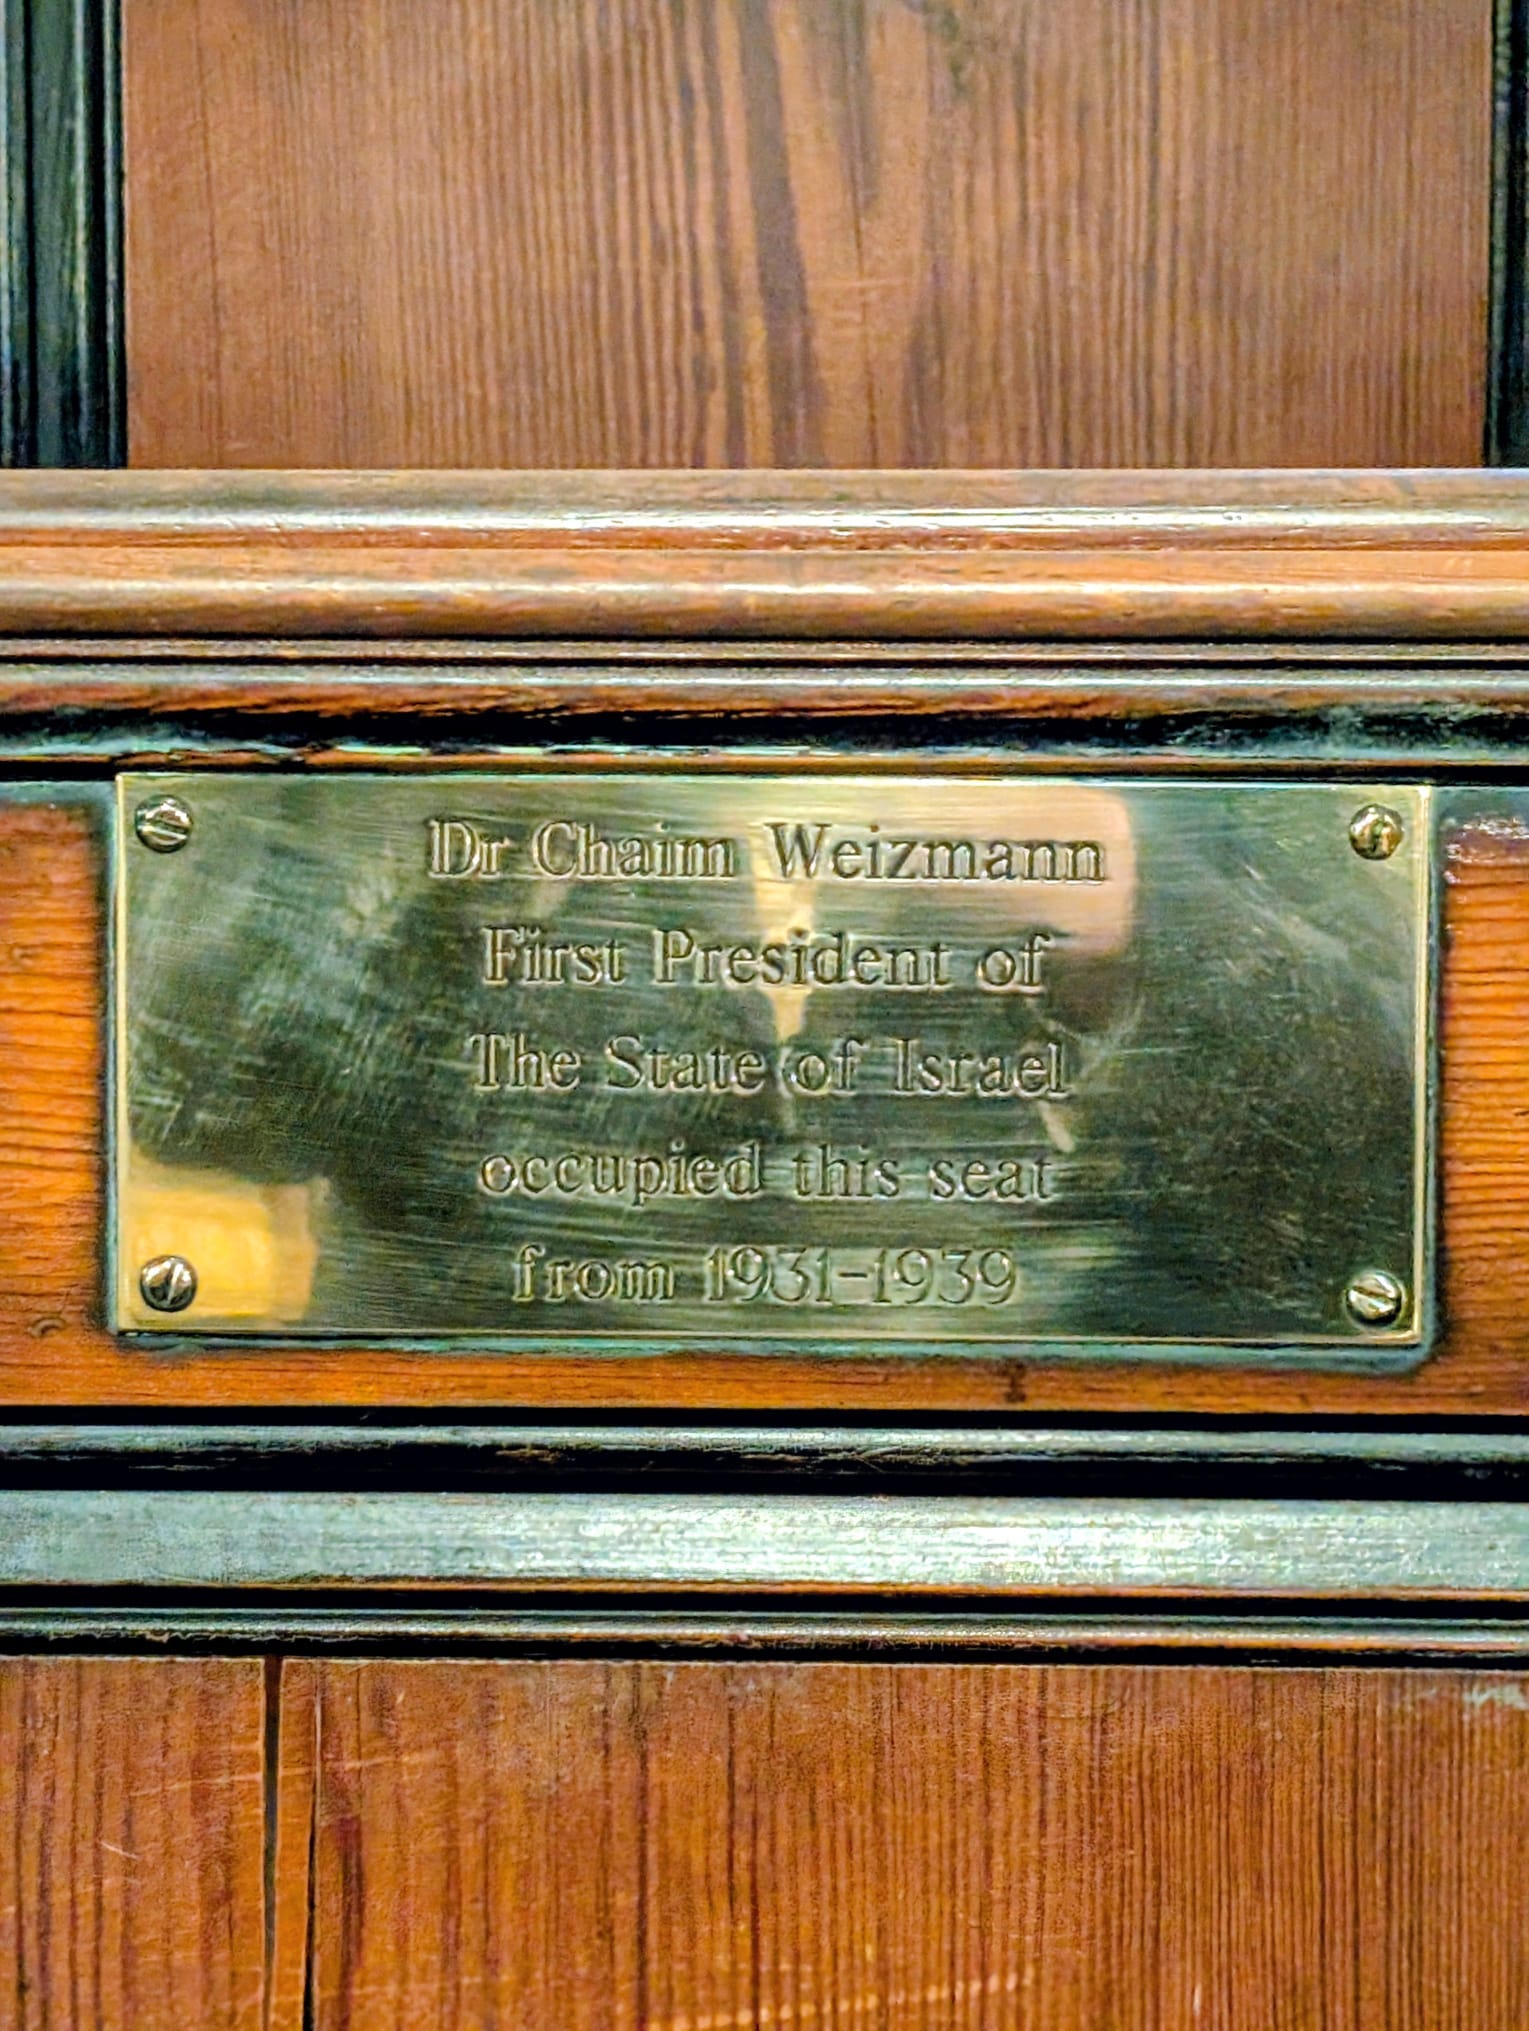 Dr Chaim Weizmann
First President of
The State of Israel
occupied this seat
from 1931-1939